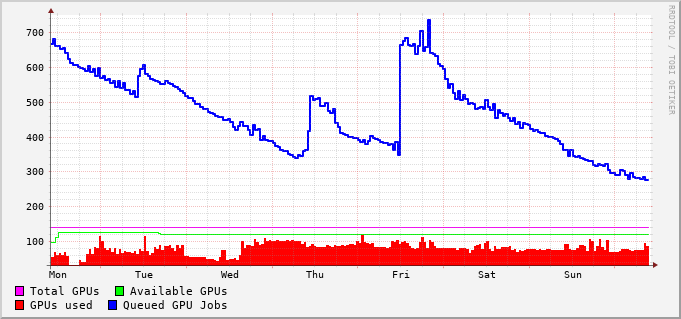 700
600
500
400
300
200
100
Mon Tue Wed Thu Fri Sat Sun
Total GPUs Available GPUs
GPUs used Queued GPU Jobs
RRDTOOL / TOBI OETIKER